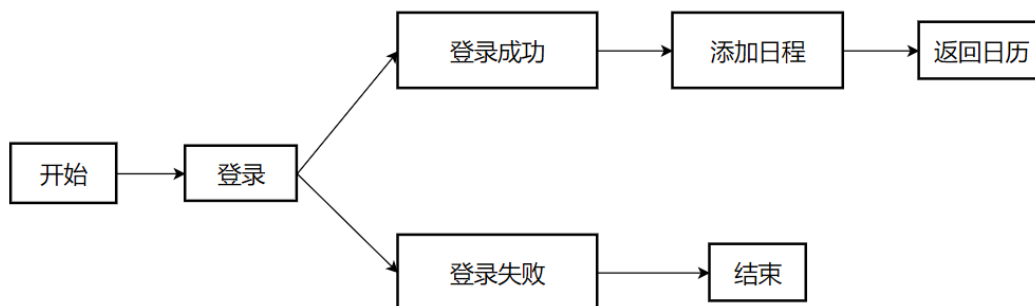 开始
登录
登录成功
添加日程
返回日历
登录失败
结束